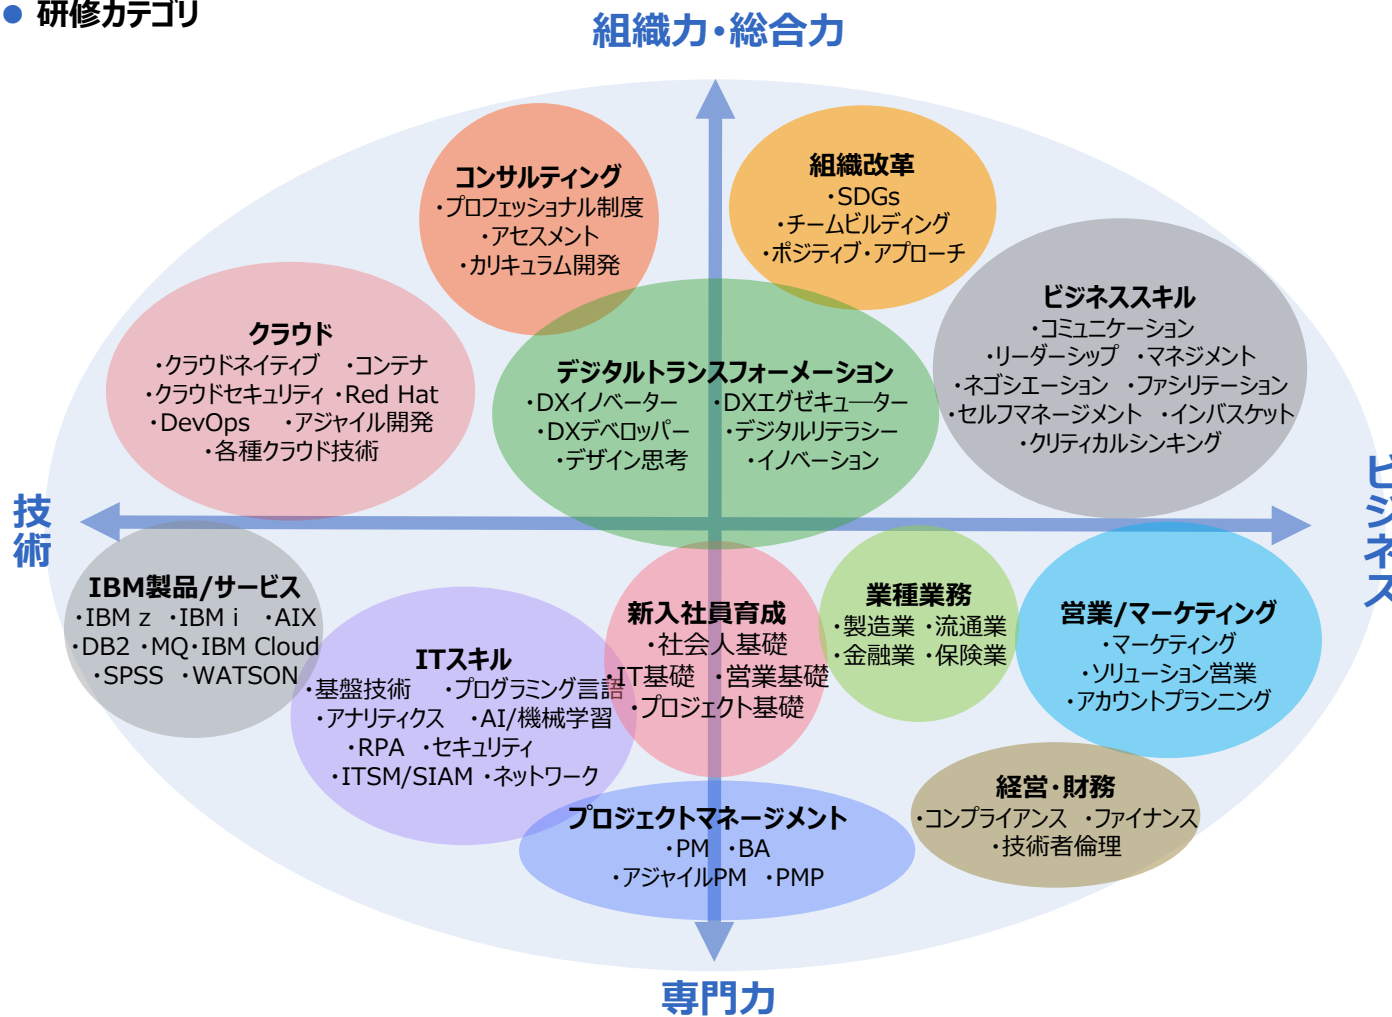 ● 研修カテゴリ
組織力・総合力
コンサルティング
・プロフェッショナル制度
・アセスメント
・カリキュラム開発
組織改革
・SDGs
・チームビルディング
・ポジティブ・アプローチ
クラウド
・クラウドネイティブ ・コンテナ
・クラウドセキュリティ ・Red Hat
・DevOps ・アジャイル開発
・各種クラウド技術
デジタルトランスフォーメーション
・DXイノベーター ・DXエグゼキューター
・DXデベロッパー ・デジタルリテラシー
・デザイン思考 ・イノベーション
ビジネススキル
・コミュニケーション
・リーダーシップ ・マネジメント
・ネゴシエーション ・ファシリテーション
・セルフマネージメント ・インバスケット
・クリティカルシンキング
技術
ビジネス
IBM製品/サービス
・IBM z ・IBM i ・AIX
・DB2 ・MQ・IBM Cloud
・SPSS ・WATSON
ITスキル
・基盤技術 ・プログラミング言語
・アナリティクス ・AI/機械学習
・RPA ・セキュリティ
・ITSM/SIAM ・ネットワーク
新入社員育成
・社会人基礎
・IT基礎 ・営業基礎
・プロジェクト基礎
業種業務
・製造業 ・流通業
・金融業 ・保険業
営業/マーケティング
・マーケティング
・ソリューション営業
・アカウントプランニング
プロジェクトマネージメント
・PM ・BA
・アジャイルPM ・PMP
経営・財務
・コンプライアンス ・ファイナンス
・技術者倫理
専門力